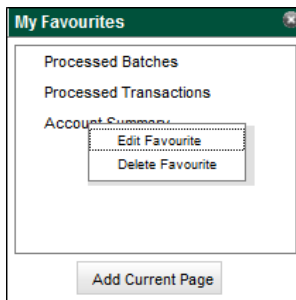 My Favourites
Processed Batches
Processed Transactions
Account Summary
Edit Favourite
Delete Favourite
Add Current Page